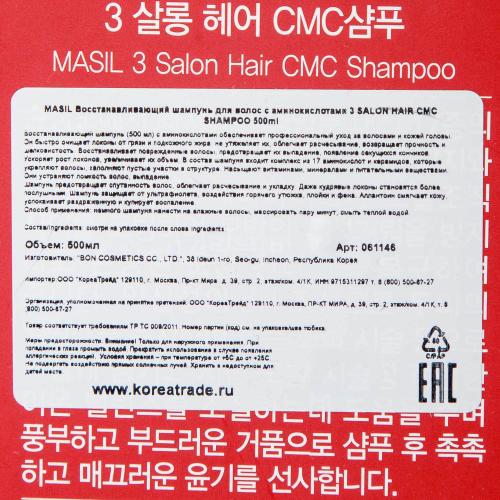 3 살롱 헤어 CMC샴푸
MASIL 3 Salon Hair CMC Shampoo
MASIL Восстанавливающий шампунь для волос с аминокислотами 3 SALON HAIR CMC
SHAMPOO 500ml
Восстанавливающий шампунь (500 мл) с аминокислотами обеспечивает профессиональный уход за волосами и кожей головы.
Он быстро очищает локоны от грязи и подкожного жира, не утяжеляет их, облегчает расчесывание, возвращает прочность и
шелковистость. Восстанавливает поврежденные волосы, предотвращает их выпадение, появление секущихся кончиков.
Ускоряет рост локонов, увеличивает их объем. В состав шампуня входит комплекс из 17 аминокислот и керамидов, которые
укрепляют волосы, заполняют пустые участки в структуре. Насыщают витаминами, минералами и питательными веществами.
Они устраняют ломкость волос, выпадение.
Шампунь предотвращает спутанность волос, облегчает расчесывание и укладку. Даже кудрявые локоны становятся более
послушными. Шампунь защищает от ультрафиолета, воздействия горячего утюжка, плойки и фена. Аллантоин смягчает кожу,
успокаивает раздраженную и купирует воспаление.
Способ применения: немного шампуня нанести на влажные волосы, массировать пару минут, смыть теплой водой.
Состав/Ingredients: смотри на упаковке после слова Ingredients:
Объем: 500мл Арт: 061146
Изготовитель: "BON COSMETICS CO., LTD.", 38 Ideun 1-ro, Seo-gu, Incheon, Республика Корея
Импортер:ООО "КореаТрейд" 129110, г. Москва, Пр-кт Мира, д. 39, стр. 2, этаж/ком. 4/1К, ИНН 9715311297 т. 8 (800) 500-87-27
Организация, уполномоченная на принятие претензий: ООО "КореаТрейд" 129110, г. Москва, ПР-КТ МИРА, д. 39, стр. 2, этаж/ком. 4/1К, т. 8
(800) 500-87-27
Товар соответствует требованиям ТР ТС 009/2011. Номер партии (код) см. на упаковке/на тюбике.
Меры предосторожности: Внимание! Только для наружного применения. При
попадании в глаза промыть водой. Прекратить использование в случае появления
аллергических реакций. Условия хранения – при температуре от +5С до от +25С.
Не подвергать воздействию прямых солнечных лучей. Хранить в недоступном для
детей месте.
www.koreatrade.ru
80
C/PAP
EAC
풍부하고 부드러운 거품으로 샴푸 후 촉촉
하고 매끄러운 윤기를 선사합니다.